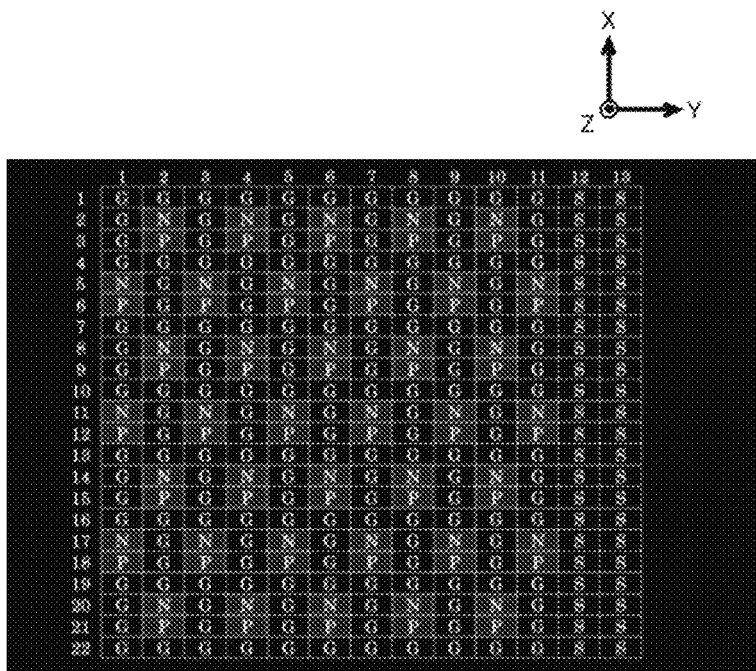 X
Z Y
1 2 3 4 5 6 7 8 9 10 11 12 13
1 G G G G G G G G G G G S S
2 G N G N G N G N G N G S S
3 G P G P G P G P G P G S S
4 G G G G G G G G G G G S S
5 N G N G N G N G N G N S S
6 P G P G P G P G P G P S S
7 G G G G G G G G G G G S S
8 G N G N G N G N G N G S S
9 G P G P G P G P G P G S S
10 G G G G G G G G G G G S S
11 N G N G N G N G N G N S S
12 P G P G P G P G P G P S S
13 G G G G G G G G G G G S S
14 G N G N G N G N G N G S S
15 G P G P G P G P G P G S S
16 G G G G G G G G G G G S S
17 N G N G N G N G N G N S S
18 P G P G P G P G P G P S S
19 G G G G G G G G G G G S S
20 G N G N G N G N G N G S S
21 G P G P G P G P G P G S S
22 G G G G G G G G G G G S S